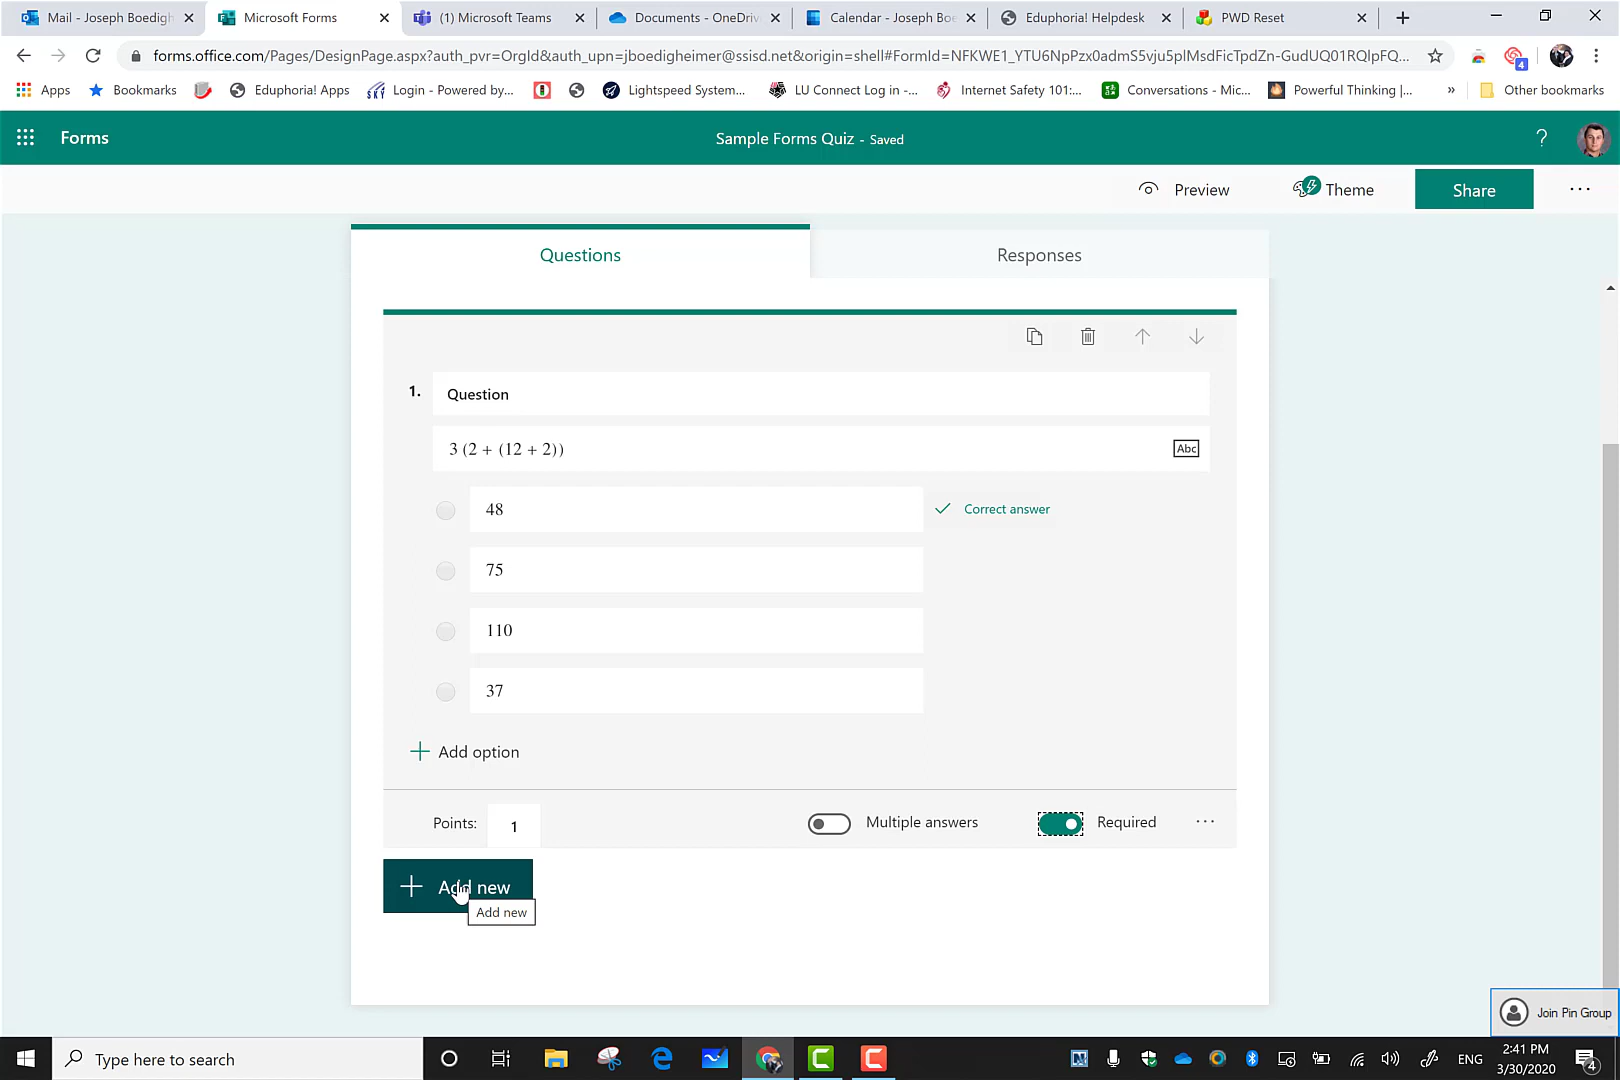 Mail - Joseph Boedigh
Microsoft Forms
(1) Microsoft Teams
Documents - OneDriv
Calendar - Joseph Boe
Eduphoria! Helpdesk
PWD Reset
forms.office.com/Pages/DesignPage.aspx?auth_pvr=OrgId&auth_upn=jboedigheimer@ssisd.net&origin=shell#FormId=NFKWE1_YTU6NpPzx0admS5vju5plMsdFicTpdZn-GudUQ01RQlpFQ...
4
Apps
Bookmarks
Eduphoria! Apps
Login - Powered by...
Lightspeed System...
LU Connect Log in -...
Internet Safety 101:...
Conversations - Mic...
Powerful Thinking |...
»
Other bookmarks
Forms
Sample Forms Quiz - Saved
?
Preview
Theme
Share
...
Questions
Responses
1.
Question
3 (2 + (12 + 2))
Abc
48
Correct answer
75
110
37
Add option
Points:
1
Multiple answers
Required
...
Add new
Add new
Join Pin Group
Type here to search
ENG
2:41 PM
3/30/2020
4